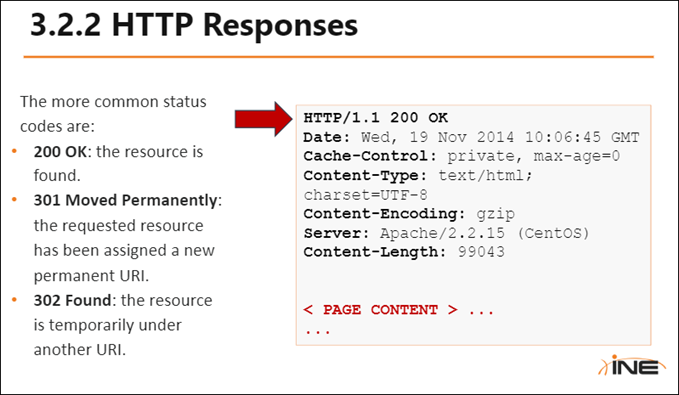 3.2.2 HTTP Responses
The more common status
codes are:
• 200 OK: the resource is
found.
• 301 Moved Permanently:
the requested resource
has been assigned a new
permanent URI.
• 302 Found: the resource
is temporarily under
another URI.
HTTP/1.1 200 OK
Date: Wed, 19 Nov 2014 10:06:45 GMT
Cache-Control: private, max-age=0
Content-Type: text/html;
charset=UTF-8
Content-Encoding: gzip
Server: Apache/2.2.15 (CentOS)
Content-Length: 99043
< PAGE CONTENT > ...
...
INE